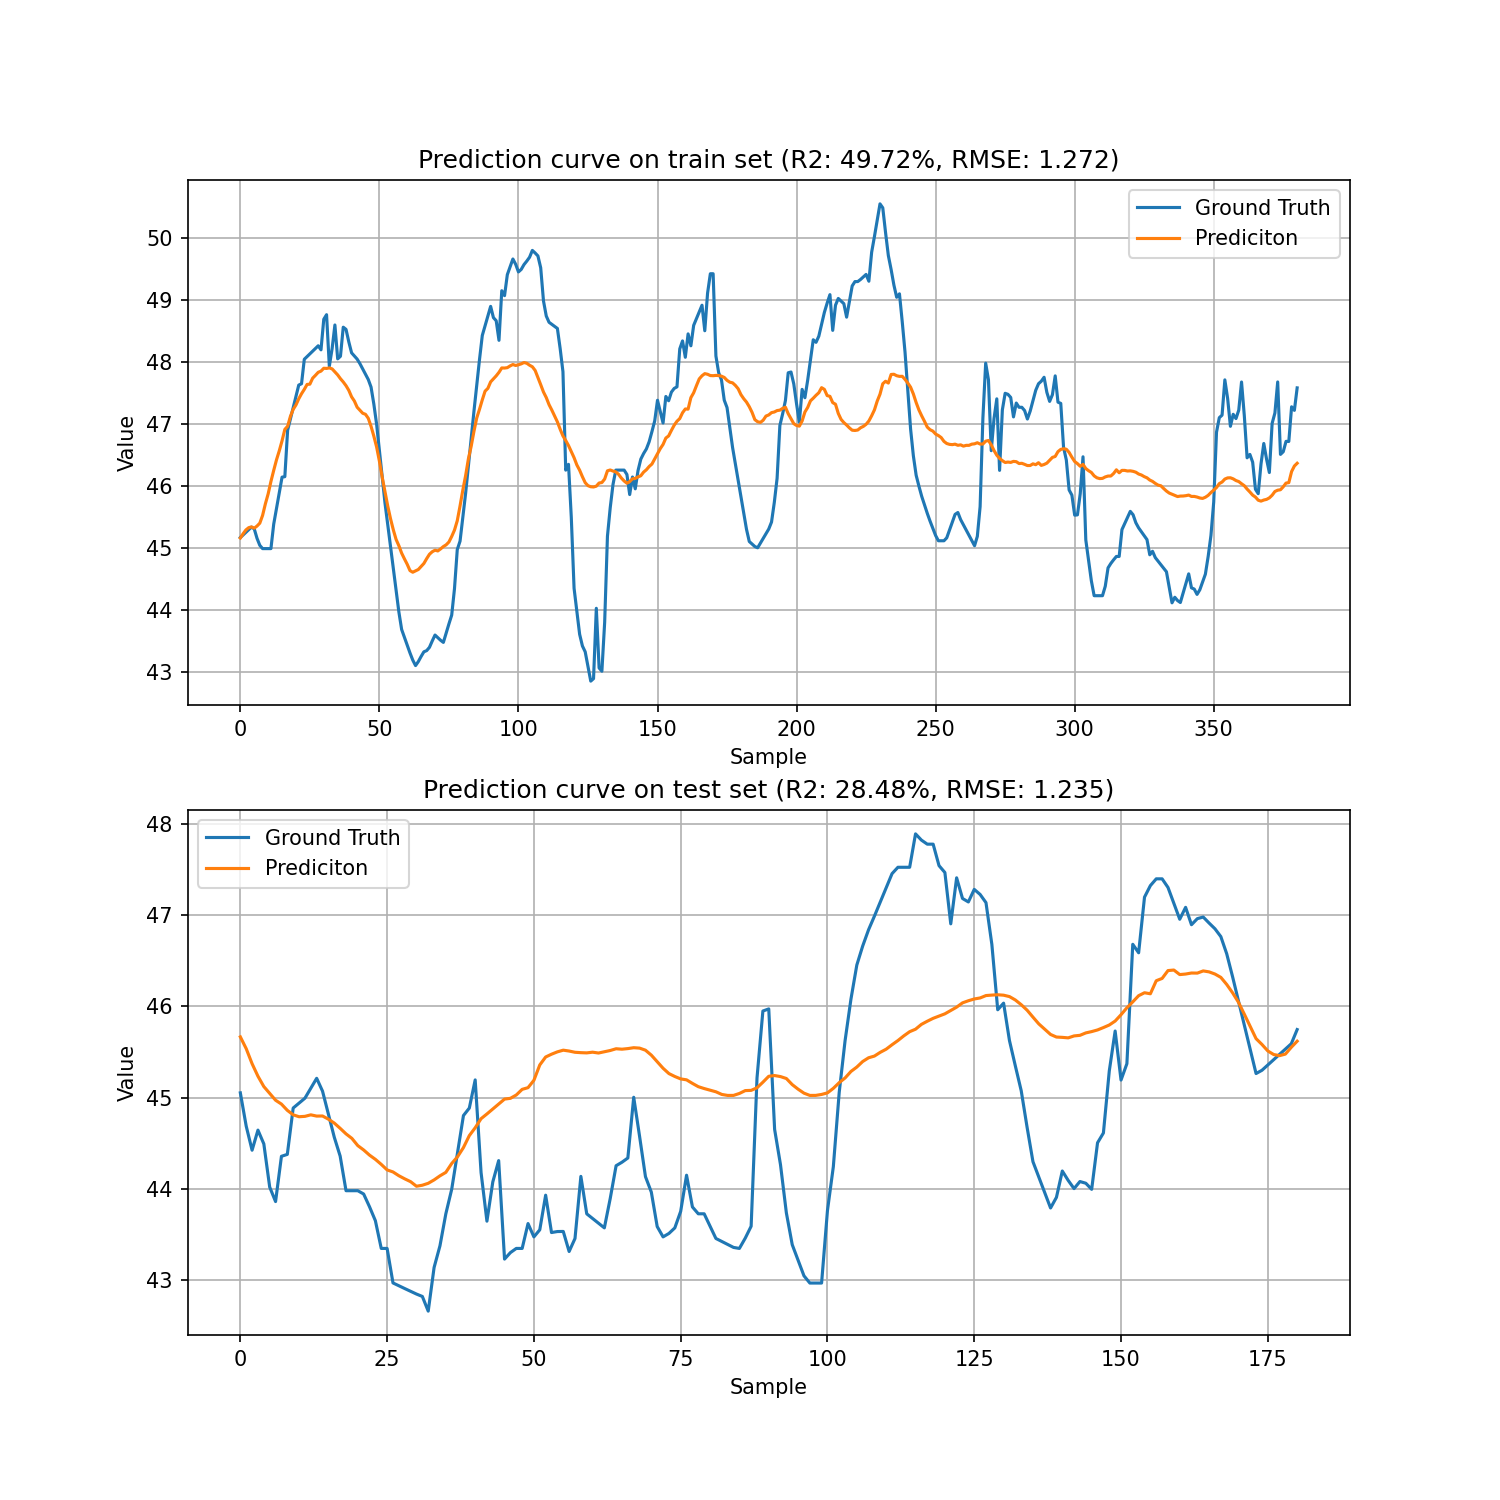 Prediction curve on train set (R2: 49.72%, RMSE: 1.272)
Ground Truth
Prediciton
50
49
48
47
46
45
44
43
Value
0 50 100 150 200 250 300 350
Sample
Prediction curve on test set (R2: 28.48%, RMSE: 1.235)
Ground Truth
Prediciton
48
47
46
45
44
43
Value
0 25 50 75 100 125 150 175
Sample